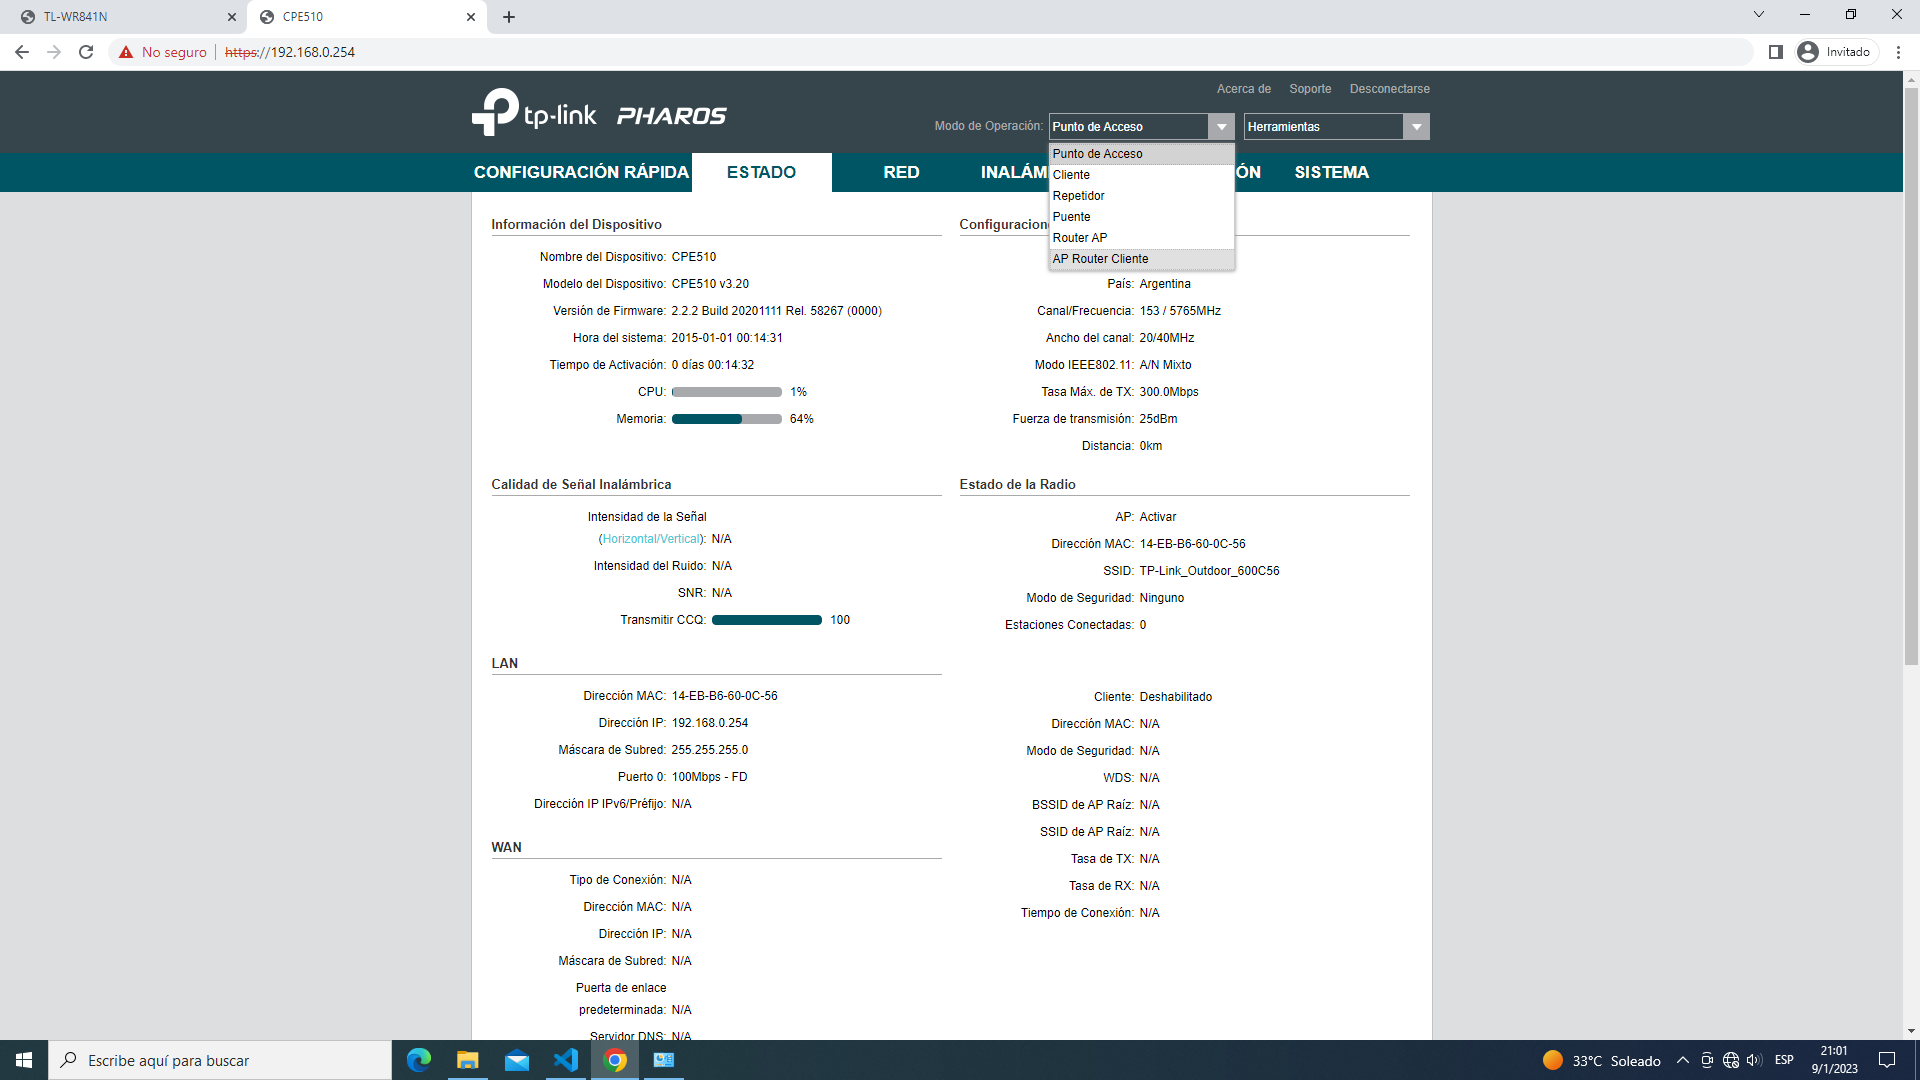 TL-WR841N
CPE510
No seguro
https://192.168.0.254
Invitado
tp-link PHAROS
Acerca de
Soporte
Desconectarse
Modo de Operación:
Punto de Acceso
Herramientas
Punto de Acceso
Cliente
Repetidor
Puente
Router AP
AP Router Cliente
CONFIGURACIÓN RÁPIDA
ESTADO
RED
INALÁM
ÓN
SISTEMA
Información del Dispositivo
Nombre del Dispositivo: CPE510
Modelo del Dispositivo: CPE510 v3.20
Versión de Firmware: 2.2.2 Build 20201111 Rel. 58267 (0000)
Hora del sistema: 2015-01-01 00:14:31
Tiempo de Activación: 0 días 00:14:32
CPU: 1%
Memoria: 64%
Configuracion
País: Argentina
Canal/Frecuencia: 153 / 5765MHz
Ancho del canal: 20/40MHz
Modo IEEE802.11: A/N Mixto
Tasa Máx. de TX: 300.0Mbps
Fuerza de transmisión: 25dBm
Distancia: 0km
Calidad de Señal Inalámbrica
Intensidad de la Señal
(Horizontal/Vertical): N/A
Intensidad del Ruido: N/A
SNR: N/A
Transmitir CCQ: 100
Estado de la Radio
AP: Activar
Dirección MAC: 14-EB-B6-60-0C-56
SSID: TP-Link_Outdoor_600C56
Modo de Seguridad: Ninguno
Estaciones Conectadas: 0
LAN
Dirección MAC: 14-EB-B6-60-0C-56
Dirección IP: 192.168.0.254
Máscara de Subred: 255.255.255.0
Puerto 0: 100Mbps - FD
Dirección IP IPv6/Préfijo: N/A
Cliente: Deshabilitado
Dirección MAC: N/A
Modo de Seguridad: N/A
WDS: N/A
BSSID de AP Raíz: N/A
SSID de AP Raíz: N/A
Tasa de TX: N/A
Tasa de RX: N/A
Tiempo de Conexión: N/A
WAN
Tipo de Conexión: N/A
Dirección MAC: N/A
Dirección IP: N/A
Máscara de Subred: N/A
Puerta de enlace
predeterminada: N/A
Servidor DNS: N/A
Escribe aquí para buscar
33°C Soleado
ESP
21:01
9/1/2023